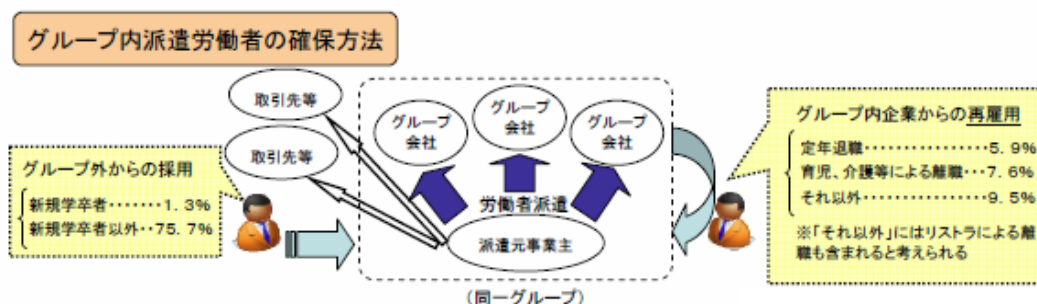 グループ内派遣労働者の確保方法
取引先等
取引先等
グループ
会社
グループ
会社
グループ
会社
労働者派遣
派遣元事業主
(同一グループ)
グループ外からの採用
新規学卒者‥‥‥‥1.3%
新規学卒者以外‥75.7%
グループ内企業からの再雇用
定年退職‥‥‥‥‥‥‥‥5.9%
育児、介護等による離職‥・7.6%
それ以外‥‥‥‥‥‥‥‥9.5%
※「それ以外」にはリストラによる離
職も含まれると考えられる